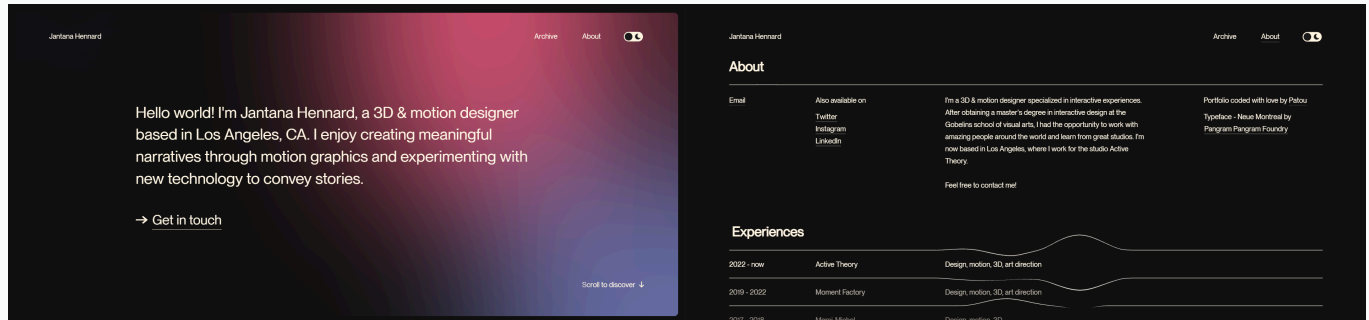 Jantana Hennard
Archive
About
Hello world! I'm Jantana Hennard, a 3D & motion designer
based in Los Angeles, CA. I enjoy creating meaningful
narratives through motion graphics and experimenting with
new technology to convey stories.
→ Get in touch
Scroll to discover ↓
Jantana Hennard
Archive
About
About
Email
Also available on
Twitter
Instagram
LinkedIn
I'm a 3D & motion designer specialized in interactive experiences.
After obtaining a master's degree in interactive design at the
Gobelins school of visual arts, I had the opportunity to work with
amazing people around the world and learn from great studios. I'm
now based in Los Angeles, where I work for the studio Active
Theory.
Feel free to contact me!
Portfolio coded with love by Patou
Typeface - Neue Montreal by
Pangram Pangram Foundry
Experiences
2022 - now
Active Theory
Design, motion, 3D, art direction
2019 - 2022
Moment Factory
Design, motion, 3D, art direction